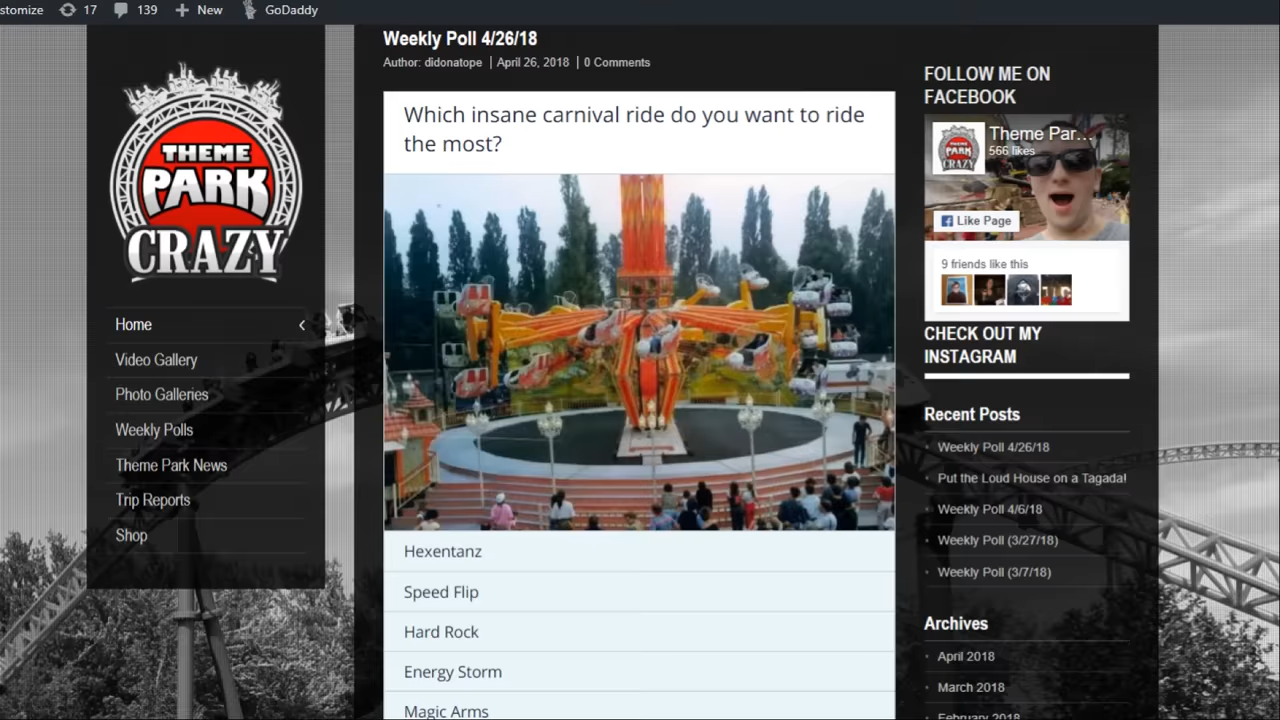 stomize 17 139 New GoDaddy
THEME
PARK
CRAZY
Home
Video Gallery
Photo Galleries
Weekly Polls
Theme Park News
Trip Reports
Shop
Weekly Poll 4/26/18
Author: didonatope | April 26, 2018 | 0 Comments
Which insane carnival ride do you want to ride
the most?
Hexentanz
Speed Flip
Hard Rock
Energy Storm
Magic Arms
FOLLOW ME ON
FACEBOOK
THEME
PARK
CRAZY
Theme Par...
566 likes
Like Page
9 friends like this
CHECK OUT MY
INSTAGRAM
Recent Posts
Weekly Poll 4/26/18
Put the Loud House on a Tagada!
Weekly Poll 4/6/18
Weekly Poll (3/27/18)
Weekly Poll (3/7/18)
Archives
April 2018
March 2018
February 2018